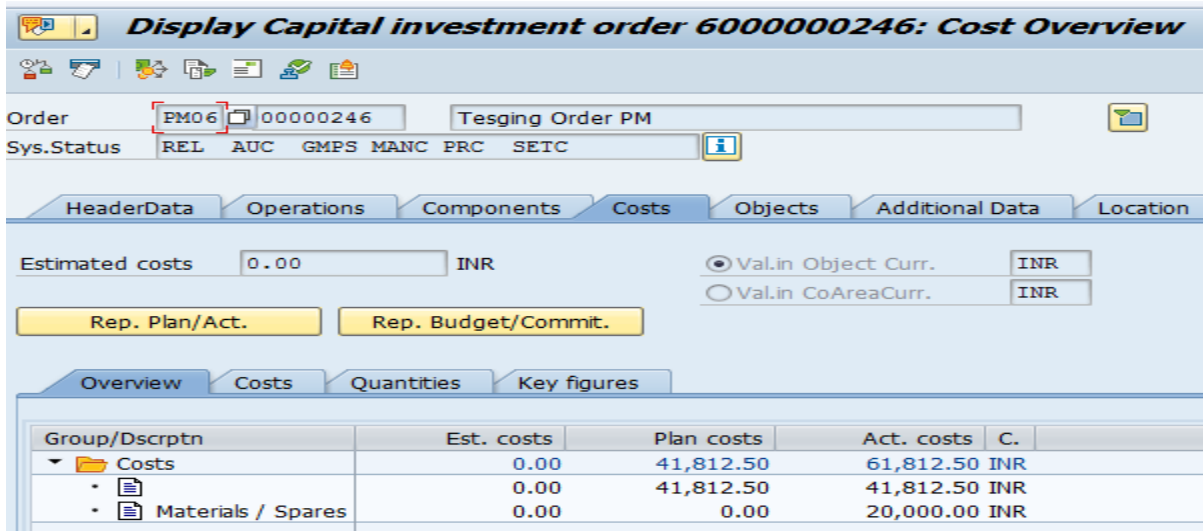 Display Capital investment order 6000000246: Cost Overview
Order PM06 00000246 Tesging Order PM
Sys.Status REL AUC GMPS MANC PRC SETC
HeaderData Operations Components Costs Objects Additional Data Location
Estimated costs 0.00 INR Val.in Object Curr. INR
Val.in CoAreaCurr. INR
Rep. Plan/Act. Rep. Budget/Commit.
Overview Costs Quantities Key figures
Group/Dscrptn Est. costs Plan costs Act. costs C.
Costs 0.00 41,812.50 61,812.50 INR
0.00 41,812.50 41,812.50 INR
Materials / Spares 0.00 0.00 20,000.00 INR